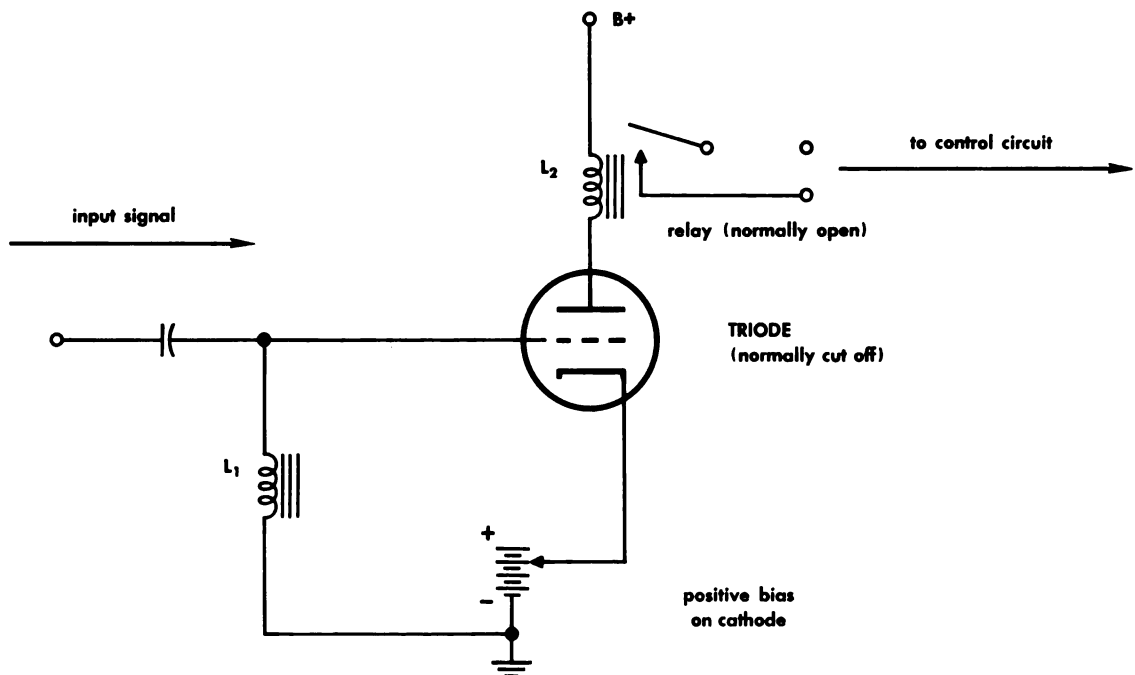 B+
to control circuit
L₂
input signal
relay (normally open)
TRIODE
(normally cut off)
L₁
+
−
positive bias
on cathode